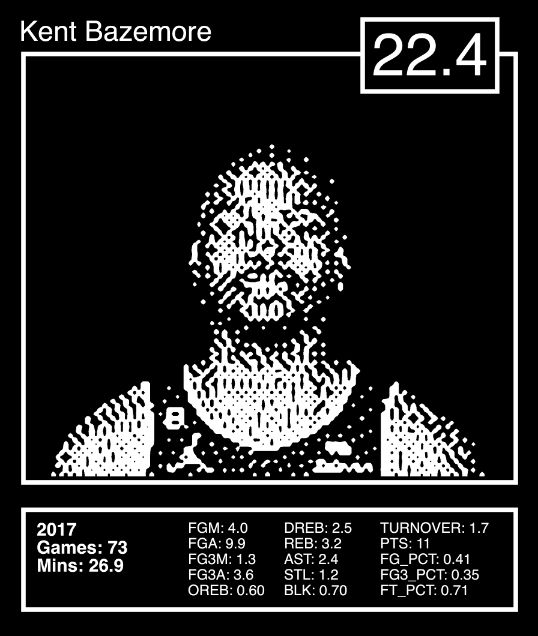 Kent Bazemore
22.4
2017
Games: 73
Mins: 26.9
FGM: 4.0
FGA: 9.9
FG3M: 1.3
FG3A: 3.6
OREB: 0.60
DREB: 2.5
REB: 3.2
AST: 2.4
STL: 1.2
BLK: 0.70
TURNOVER: 1.7
PTS: 11
FG_PCT: 0.41
FG3_PCT: 0.35
FT_PCT: 0.71